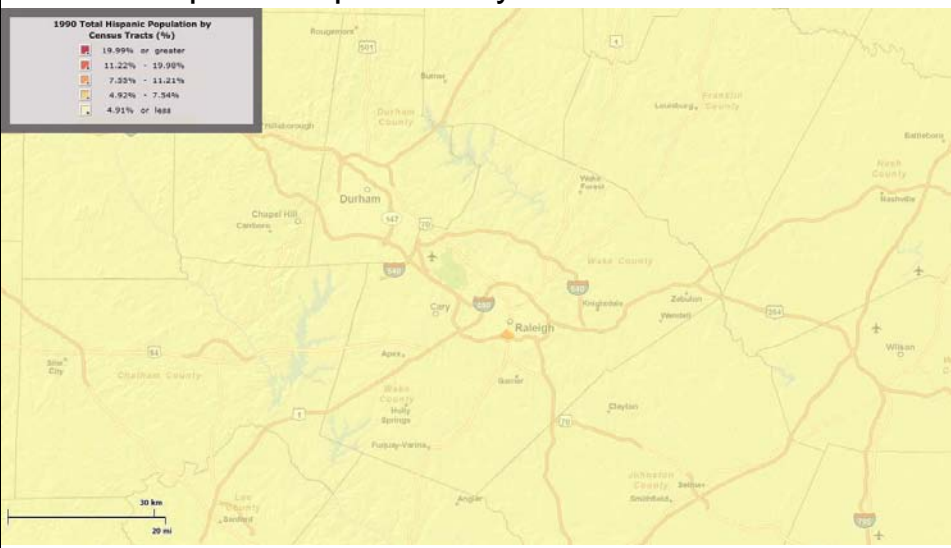 1990 Total Hispanic Population by
Census Tracts (%)
19.99% or greater
11.22% - 19.98%
7.55% - 11.21%
4.92% - 7.54%
4.91% or less
Rougemont
501
1
Butner
Franklin
County
Louisburg
Durham
County
Hillsborough
Battleboro
Nash
County
Wake
Forest
Nashville
Durham
Chapel Hill
Carrboro
147
70
Wake County
540
Cary
Knightdale
Zebulon
Wendell
264
Raleigh
Wilson
64
Siler
City
Apex
Chatham County
Garner
Wake
County
Holly
Springs
1
Clayton
70
Fuquay-Varina
Johnston
County
Selma
Smithfield
Angier
Lee
County
Sanford
30 km
20 mi
795